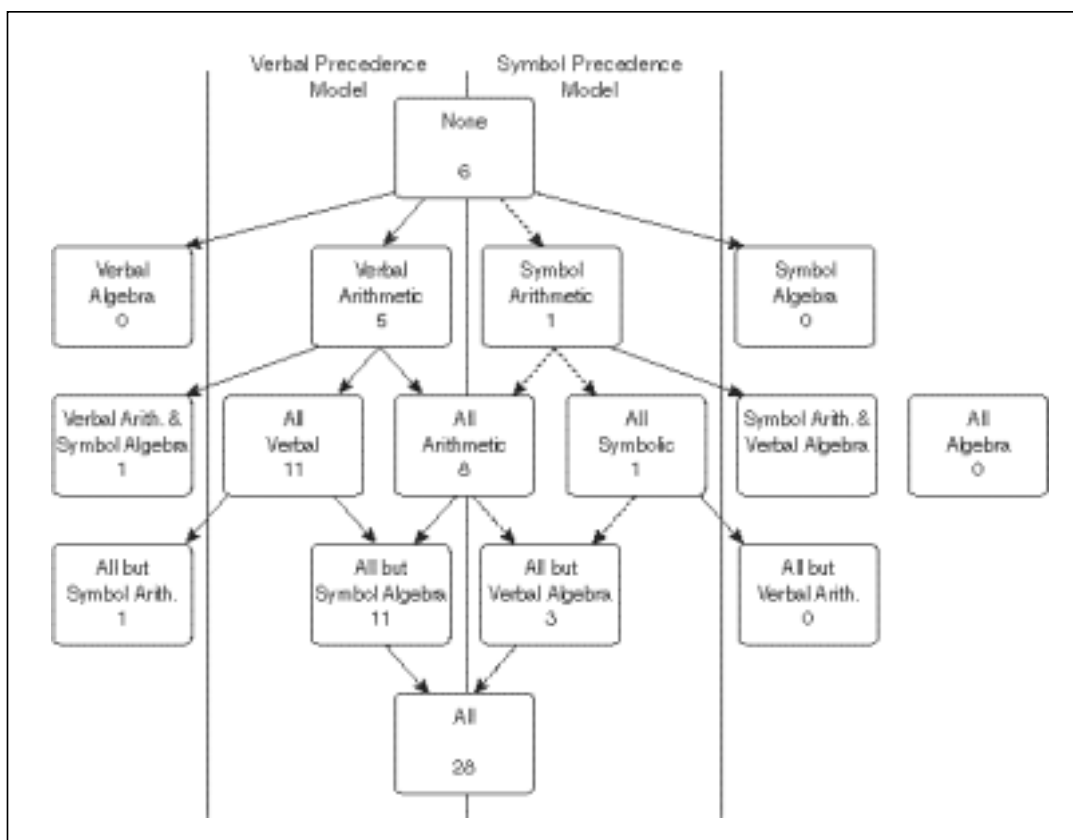 Verbal Precedence
Model
Symbol Precedence
Model
None
6
Verbal
Algebra
0
Verbal
Arithmetic
5
Symbol
Arithmetic
1
Symbol
Algebra
0
Verbal Arith. &
Symbol Algebra
1
All
Verbal
11
All
Arithmetic
8
All
Symbolic
1
Symbol Arith. &
Verbal Algebra
All
Algebra
0
All but
Symbol Arith.
1
All but
Symbol Algebra
11
All but
Verbal Algebra
3
All but
Verbal Arith.
0
All
28